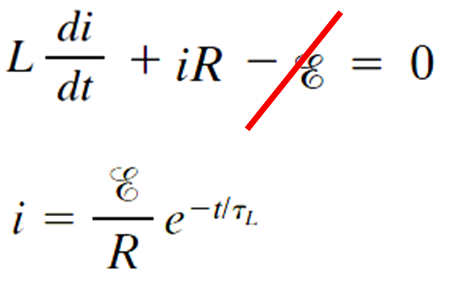 L di/dt + iR − ℰ = 0
i = ℰ/R e^{−t/τ_L}